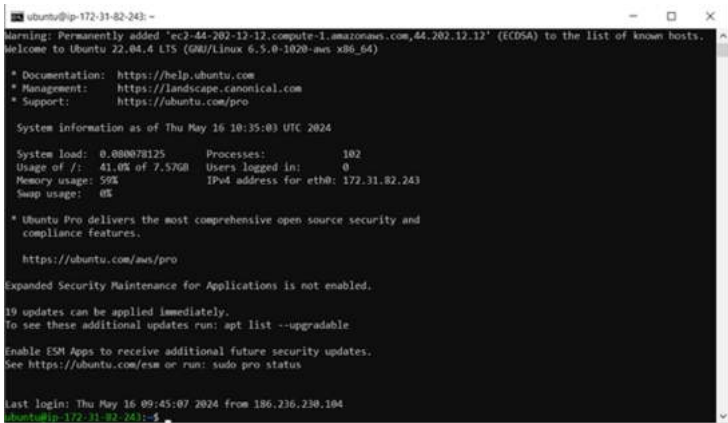 ubuntu@ip-172-31-82-243: ~
Warning: Permanently added 'ec2-44-202-12-12.compute-1.amazonaws.com,44.202.12.12' (ECDSA) to the list of known hosts.
Welcome to Ubuntu 22.04.4 LTS (GNU/Linux 6.5.0-1020-aws x86_64)
* Documentation: https://help.ubuntu.com
* Management: https://landscape.canonical.com
* Support: https://ubuntu.com/pro
System information as of Thu May 16 10:35:03 UTC 2024
System load: 0.080078125 Processes: 102
Usage of /: 41.0% of 7.57GB Users logged in: 0
Memory usage: 59% IPv4 address for eth0: 172.31.82.243
Swap usage: 0%
* Ubuntu Pro delivers the most comprehensive open source security and
compliance features.
https://ubuntu.com/aws/pro
Expanded Security Maintenance for Applications is not enabled.
19 updates can be applied immediately.
To see these additional updates run: apt list --upgradable
Enable ESM Apps to receive additional future security updates.
See https://ubuntu.com/esm or run: sudo pro status
Last login: Thu May 16 09:45:07 2024 from 186.236.230.104
ubuntu@ip-172-31-82-243:~$